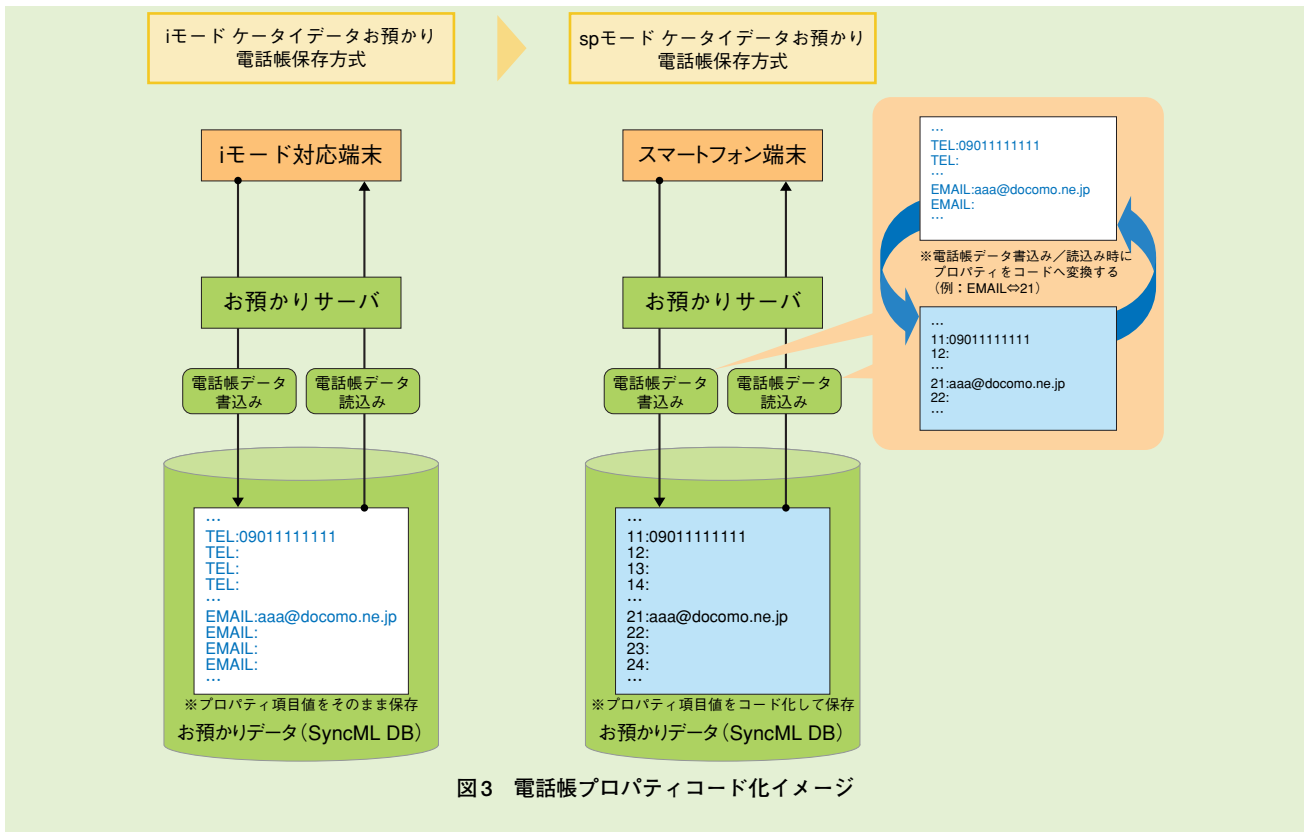 iモード ケータイデータお預かり
電話帳保存方式
spモード ケータイデータお預かり
電話帳保存方式
iモード対応端末
お預かりサーバ
電話帳データ
書込み
電話帳データ
読込み
…
TEL:09011111111
TEL:
TEL:
TEL:
…
EMAIL:aaa@docomo.ne.jp
EMAIL:
EMAIL:
EMAIL:
…
※プロパティ項目値をそのまま保存
お預かりデータ(SyncML DB)
スマートフォン端末
お預かりサーバ
電話帳データ
書込み
電話帳データ
読込み
…
11:09011111111
12:
13:
14:
…
21:aaa@docomo.ne.jp
22:
23:
24:
…
※プロパティ項目値をコード化して保存
お預かりデータ(SyncML DB)
…
TEL:09011111111
TEL:
…
EMAIL:aaa@docomo.ne.jp
EMAIL:
…
※電話帳データ書込み/読込み時に
プロパティをコードへ変換する
(例:EMAIL⇔21)
…
11:09011111111
12:
…
21:aaa@docomo.ne.jp
22:
…
図3 電話帳プロパティコード化イメージ